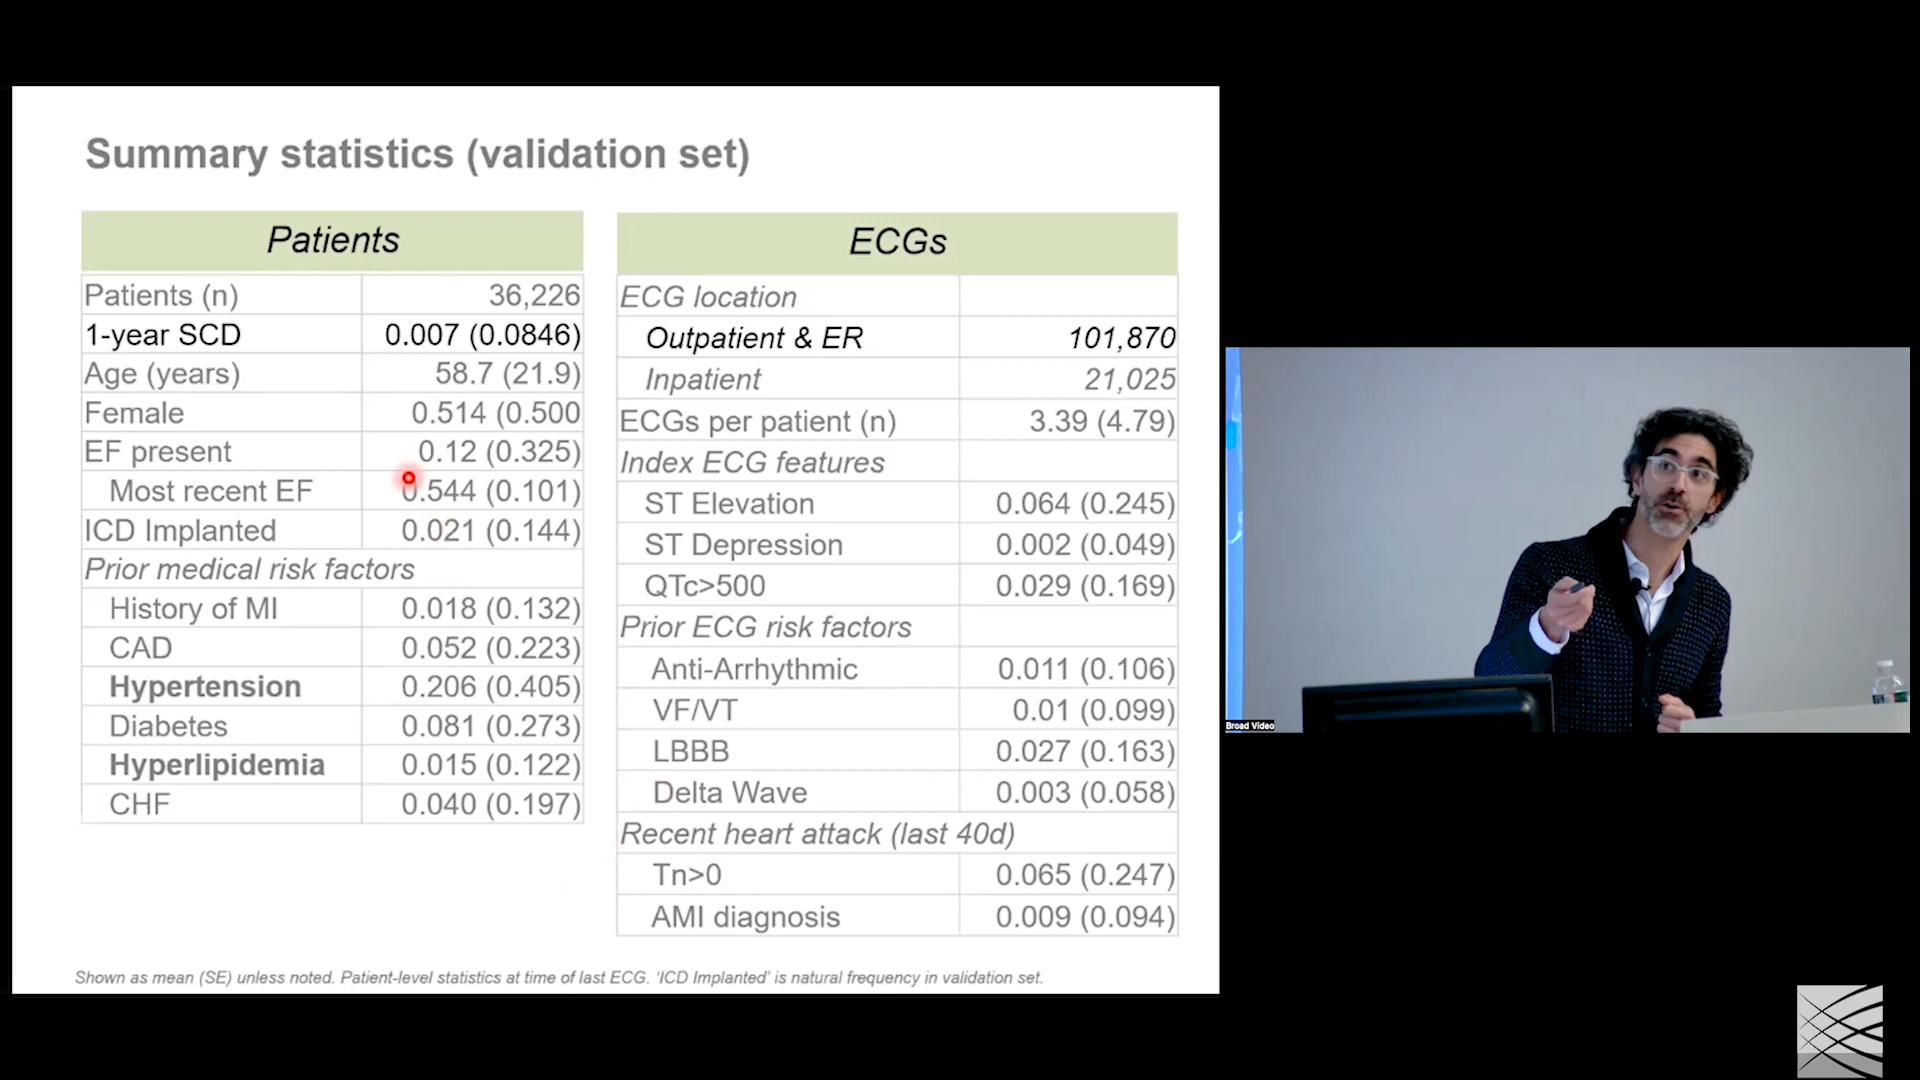 Summary statistics (validation set)
Patients
Patients (n) 36,226
1-year SCD 0.007 (0.0846)
Age (years) 58.7 (21.9)
Female 0.514 (0.500
EF present 0.12 (0.325)
Most recent EF 0.544 (0.101)
ICD Implanted 0.021 (0.144)
Prior medical risk factors
History of MI 0.018 (0.132)
CAD 0.052 (0.223)
Hypertension 0.206 (0.405)
Diabetes 0.081 (0.273)
Hyperlipidemia 0.015 (0.122)
CHF 0.040 (0.197)
ECGs
ECG location
Outpatient & ER 101,870
Inpatient 21,025
ECGs per patient (n) 3.39 (4.79)
Index ECG features
ST Elevation 0.064 (0.245)
ST Depression 0.002 (0.049)
QTc>500 0.029 (0.169)
Prior ECG risk factors
Anti-Arrhythmic 0.011 (0.106)
VF/VT 0.01 (0.099)
LBBB 0.027 (0.163)
Delta Wave 0.003 (0.058)
Recent heart attack (last 40d)
Tn>0 0.065 (0.247)
AMI diagnosis 0.009 (0.094)
Shown as mean (SE) unless noted. Patient-level statistics at time of last ECG. ‘ICD Implanted’ is natural frequency in validation set.
Broad Video